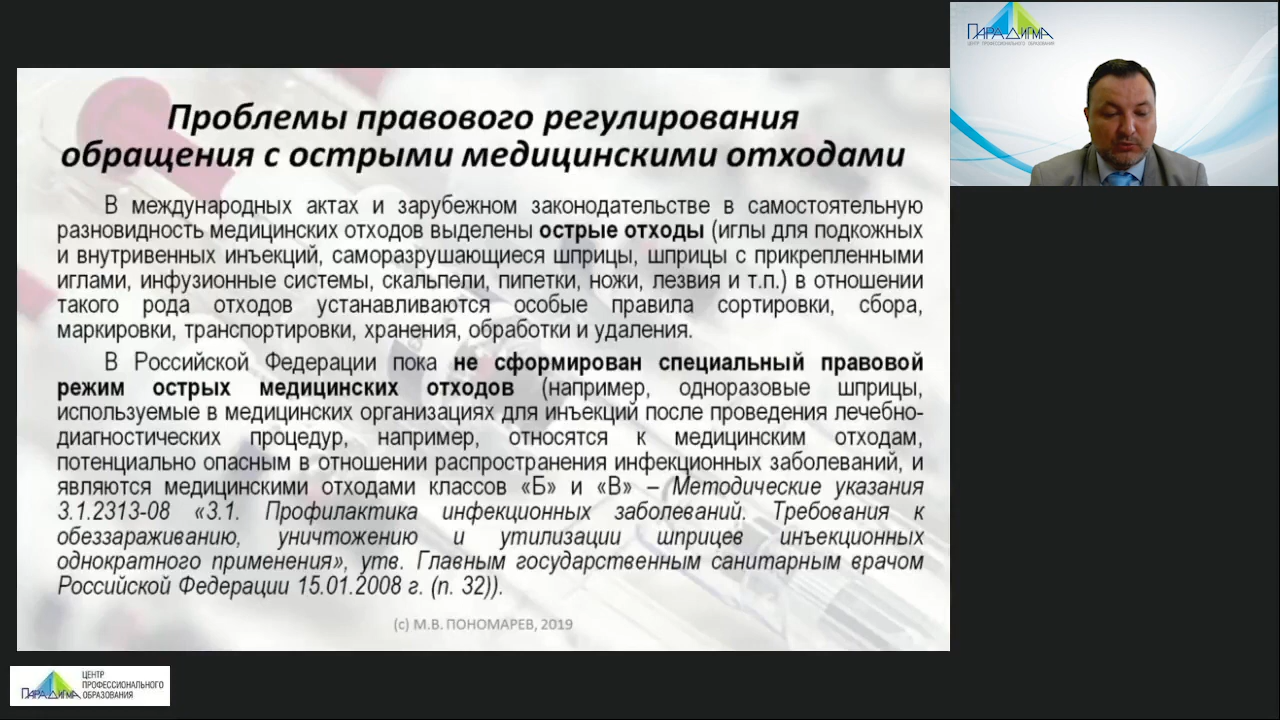 Проблемы правового регулирования
обращения с острыми медицинскими отходами
В международных актах и зарубежном законодательстве в самостоятельную
разновидность медицинских отходов выделены острые отходы (иглы для подкожных
и внутривенных инъекций, саморазрушающиеся шприцы, шприцы с прикрепленными
иглами, инфузионные системы, скальпели, пипетки, ножи, лезвия и т.п.) в отношении
такого рода отходов устанавливаются особые правила сортировки, сбора,
маркировки, транспортировки, хранения, обработки и удаления.
В Российской Федерации пока не сформирован специальный правовой
режим острых медицинских отходов (например, одноразовые шприцы,
используемые в медицинских организациях для инъекций после проведения лечебно-
диагностических процедур, например, относятся к медицинским отходам,
потенциально опасным в отношении распространения инфекционных заболеваний, и
являются медицинскими отходами классов «Б» и «В» – Методические указания
3.1.2313-08 «3.1. Профилактика инфекционных заболеваний. Требования к
обеззараживанию, уничтожению и утилизации шприцев инъекционных
однократного применения», утв. Главным государственным санитарным врачом
Российской Федерации 15.01.2008 г. (п. 32)).
(с) М.В. ПОНОМАРЕВ, 2019
ПАРАДИГМА
ЦЕНТР ПРОФЕССИОНАЛЬНОГО ОБРАЗОВАНИЯ
ПАРАДИГМА
ЦЕНТР
ПРОФЕССИОНАЛЬНОГО
ОБРАЗОВАНИЯ